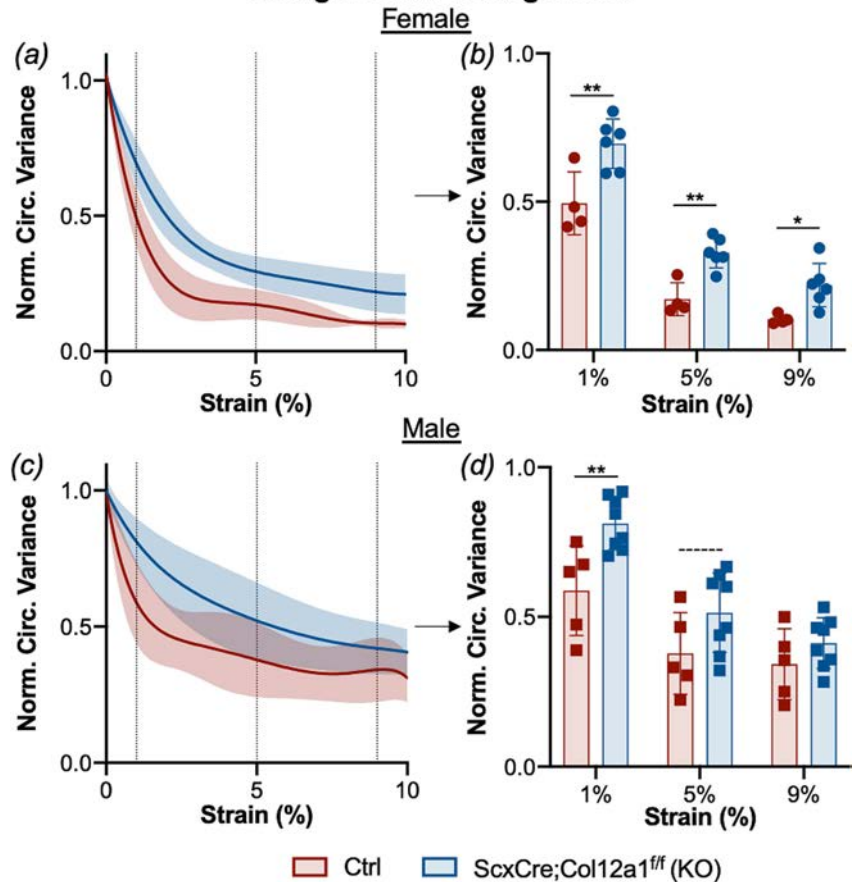 Female
(a)
(b)
1.0
0.5
0.0
Norm. Circ. Variance
0
5
10
Strain (%)
1.0
0.5
0.0
Norm. Circ. Variance
**
**
*
1%
5%
9%
Strain (%)
Male
(c)
(d)
1.0
0.5
0.0
Norm. Circ. Variance
0
5
10
Strain (%)
1.0
0.5
0.0
Norm. Circ. Variance
**
1%
5%
9%
Strain (%)
Ctrl
ScxCre;Col12a1f/f (KO)